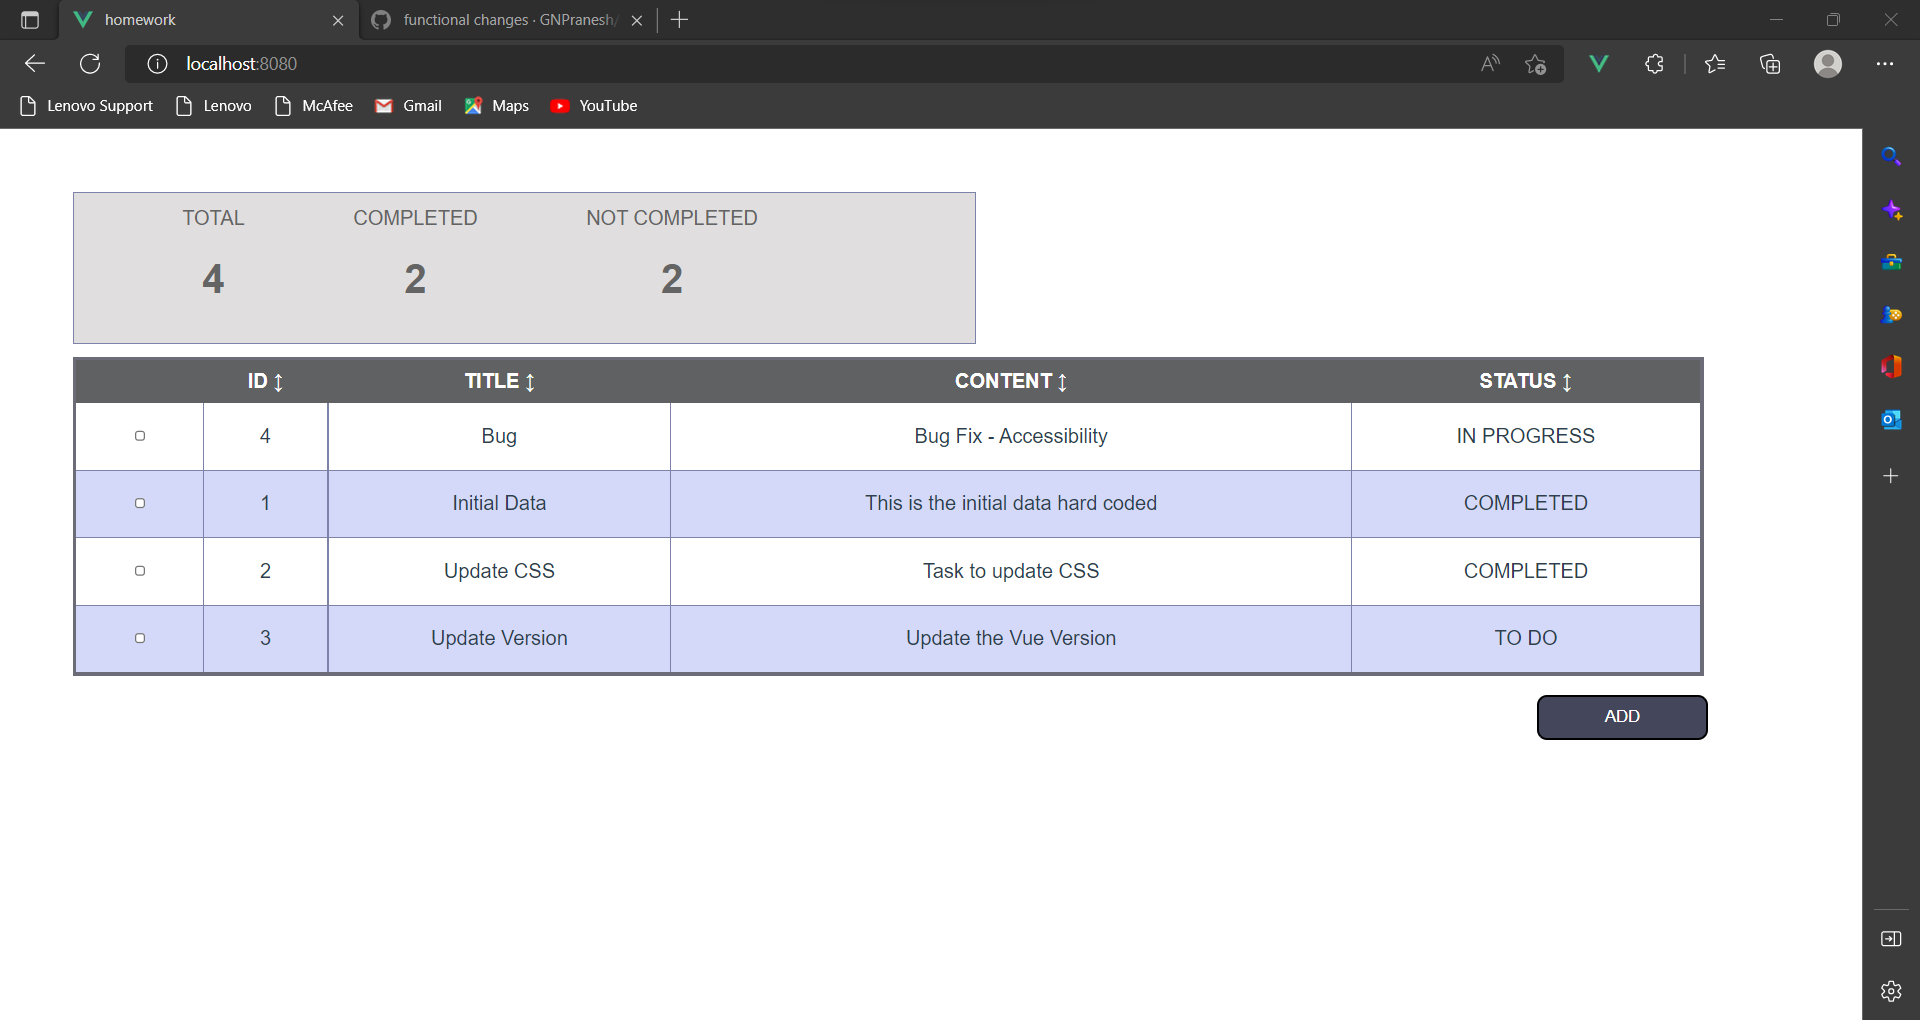 homework
functional changes · GNPranesh/
localhost:8080
Lenovo Support Lenovo McAfee Gmail Maps YouTube
TOTAL COMPLETED NOT COMPLETED
4 2 2
ID TITLE CONTENT STATUS
4 Bug Bug Fix - Accessibility IN PROGRESS
1 Initial Data This is the initial data hard coded COMPLETED
2 Update CSS Task to update CSS COMPLETED
3 Update Version Update the Vue Version TO DO
ADD